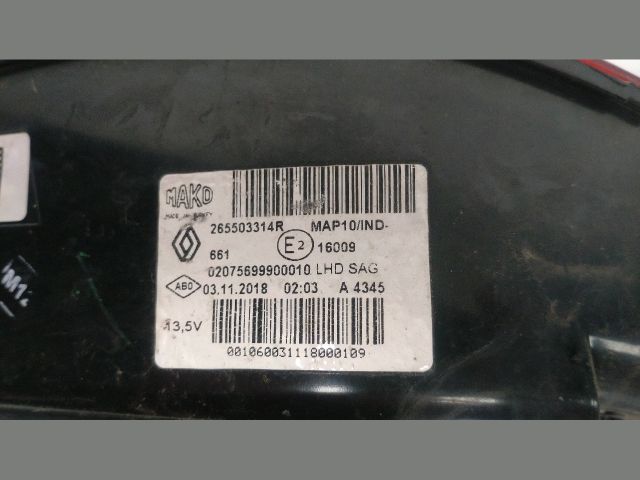 MAKO
MADE IN TURKEY
265503314R MAP10/IND-
E2 16009
661
02075699900010 LHD SAG
ABO 03.11.2018 02:03 A 4345
13,5V
001060031118000109